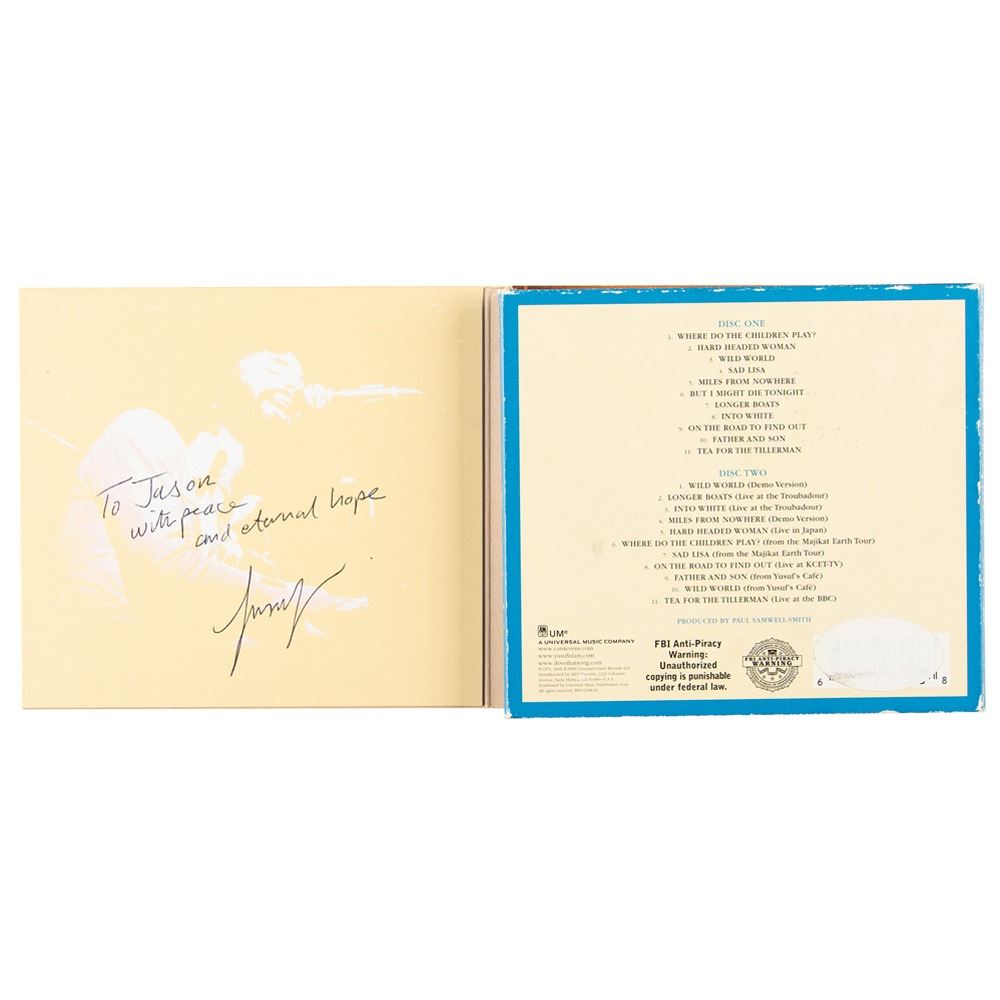 To Jason
with peace
and eternal hope
Yusuf
DISC ONE
1. WHERE DO THE CHILDREN PLAY?
2. HARD HEADED WOMAN
3. WILD WORLD
4. SAD LISA
5. MILES FROM NOWHERE
6. BUT I MIGHT DIE TONIGHT
7. LONGER BOATS
8. INTO WHITE
9. ON THE ROAD TO FIND OUT
10. FATHER AND SON
11. TEA FOR THE TILLERMAN
DISC TWO
1. WILD WORLD (Demo Version)
2. LONGER BOATS (Live at the Troubadour)
3. INTO WHITE (Live at the Troubadour)
4. MILES FROM NOWHERE (Demo Version)
5. HARD HEADED WOMAN (Live in Japan)
6. WHERE DO THE CHILDREN PLAY? (from the Majikat Earth Tour)
7. SAD LISA (from the Majikat Earth Tour)
8. ON THE ROAD TO FIND OUT (Live at KCET-TV)
9. FATHER AND SON (from Yusuf's Café)
10. WILD WORLD (from Yusuf's Café)
11. TEA FOR THE TILLERMAN (Live at the BBC)
PRODUCED BY PAUL SAMWELL-SMITH
UM
A UNIVERSAL MUSIC COMPANY
www.catstevens.com
www.yusufislam.com
www.ilovethatsong.com
FBI Anti-Piracy
Warning:
Unauthorized
copying is punishable
under federal law.
FBI ANTI-PIRACY
WARNING
6
8